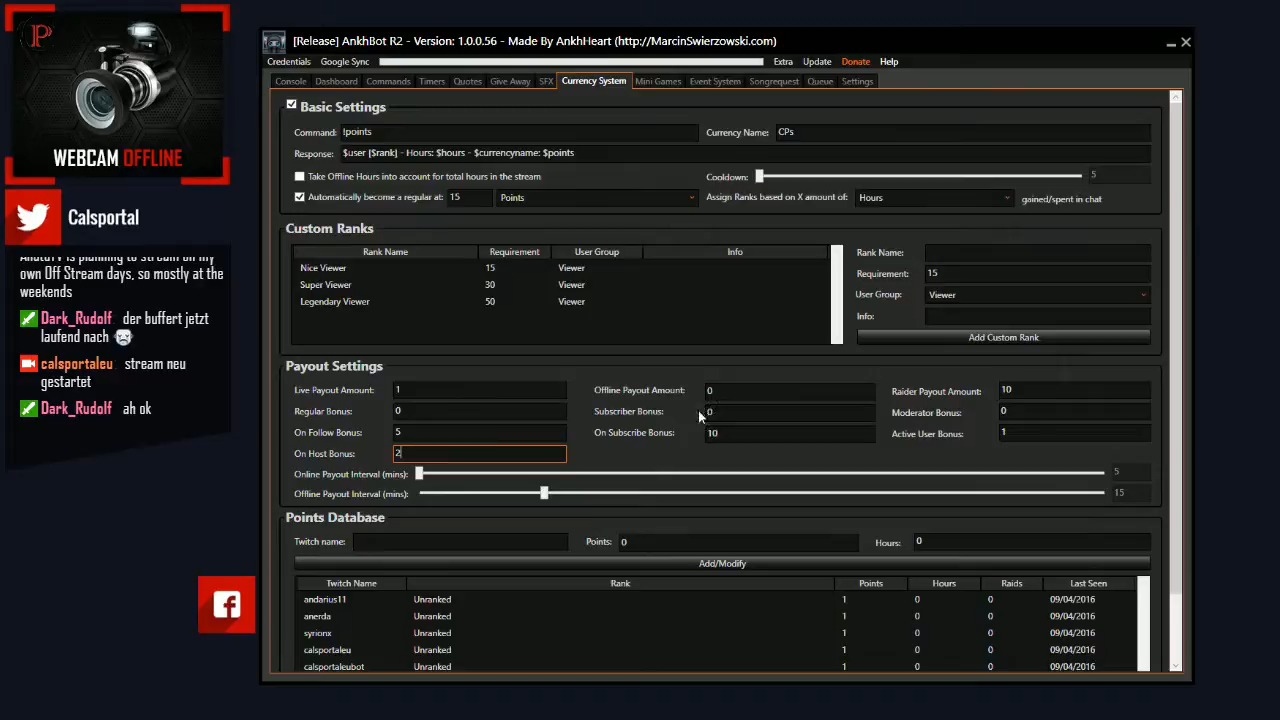 WEBCAM OFFLINE
Calsportal
own Off Stream days, so mostly at the
weekends
Dark_Rudolf der buffert jetzt
laufend nach
calsportaleu stream neu
gestartet
Dark_Rudolf ah ok
[Release] AnkhBot R2 - Version: 1.0.0.56 - Made By AnkhHeart (http://MarcinSwierzowski.com)
Credentials Google Sync Extra Update Donate Help
Console Dashboard Commands Timers Quotes Give Away SFX Currency System Mini Games Event System Songrequest Queue Settings
Basic Settings
Command: !points Currency Name: CPs
Response: $user [$rank] - Hours: $hours - $currencyname: $points
Take Offline Hours into account for total hours in the stream Cooldown: 5
Automatically become a regular at: 15 Points Assign Ranks based on X amount of: Hours gained/spent in chat
Custom Ranks
Rank Name Requirement User Group Info
Nice Viewer 15 Viewer
Super Viewer 30 Viewer
Legendary Viewer 50 Viewer
Rank Name:
Requirement: 15
User Group: Viewer
Info:
Add Custom Rank
Payout Settings
Live Payout Amount: 1 Offline Payout Amount: 0 Raider Payout Amount: 10
Regular Bonus: 0 Subscriber Bonus: 0 Moderator Bonus: 0
On Follow Bonus: 5 On Subscribe Bonus: 10 Active User Bonus: 1
On Host Bonus: 2
Online Payout Interval (mins): 5
Offline Payout Interval (mins): 15
Points Database
Twitch name: Points: 0 Hours: 0
Add/Modify
Twitch Name Rank Points Hours Raids Last Seen
andarius11 Unranked 1 0 0 09/04/2016
anerda Unranked 1 0 0 09/04/2016
syrionx Unranked 1 0 0 09/04/2016
calsportaleu Unranked 1 0 0 09/04/2016
calsportaleubot Unranked 1 0 0 09/04/2016